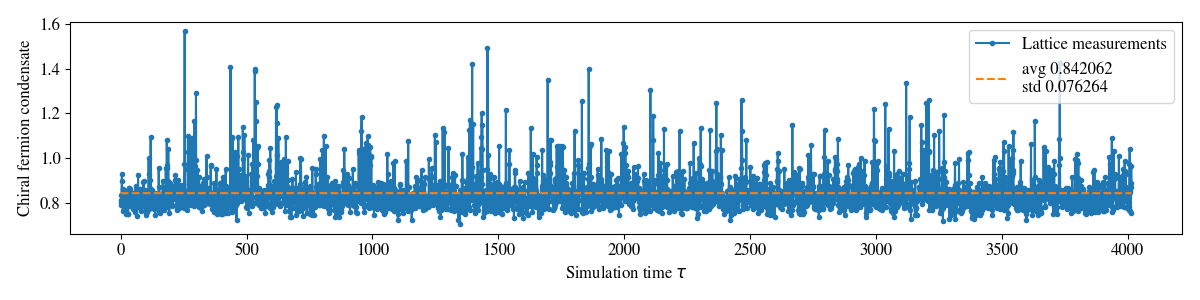 1.6
1.4
1.2
1.0
0.8
Chiral fermion condensate
Lattice measurements
avg 0.842062
std 0.076264
0
500
1000
1500
2000
2500
3000
3500
4000
Simulation time τ